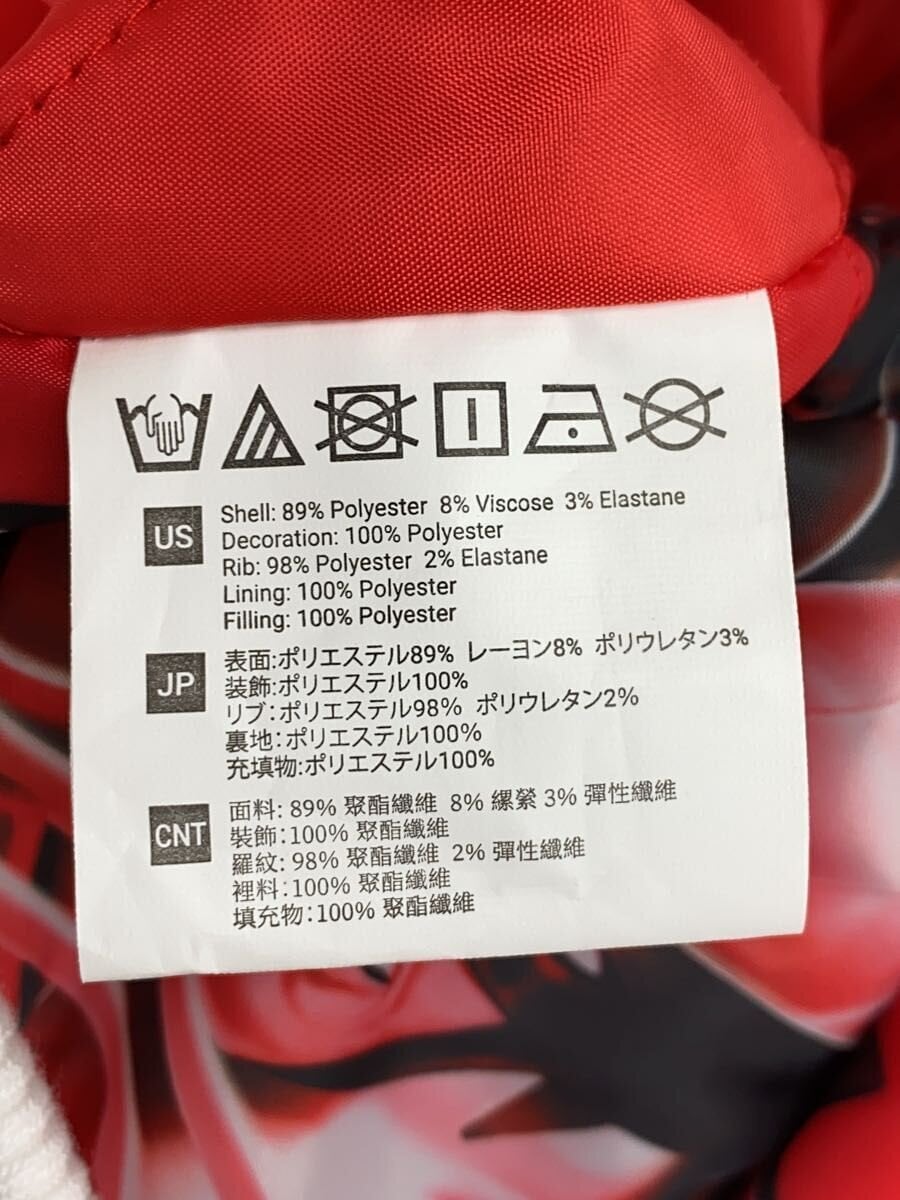 US
Shell: 89% Polyester 8% Viscose 3% Elastane
Decoration: 100% Polyester
Rib: 98% Polyester 2% Elastane
Lining: 100% Polyester
Filling: 100% Polyester
JP
表面:ポリエステル89% レーヨン8% ポリウレタン3%
装飾:ポリエステル100%
リブ:ポリエステル98% ポリウレタン2%
裏地:ポリエステル100%
充填物:ポリエステル100%
CNT
面料: 89% 聚酯纖維 8% 縲縈 3% 彈性纖維
裝飾:100% 聚酯纖維
羅紋: 98% 聚酯纖維 2% 彈性纖維
裡料:100% 聚酯纖維
填充物:100% 聚酯纖維